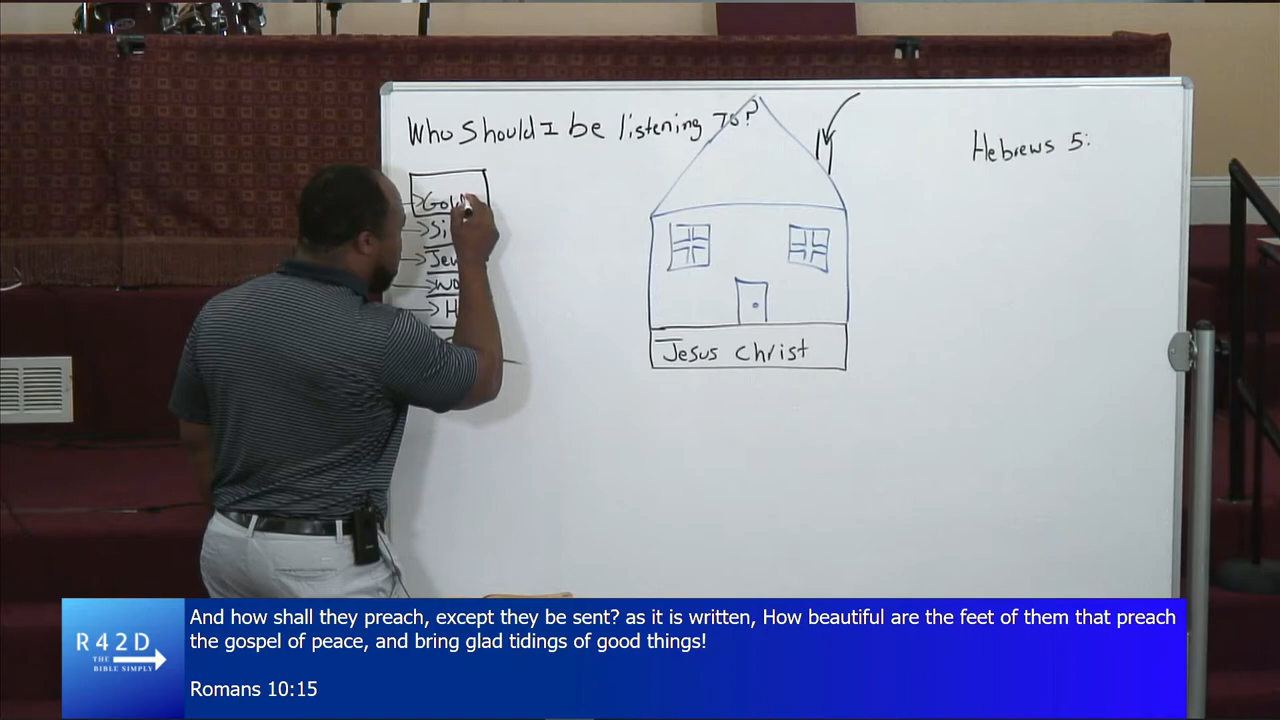 Who Should I be listening To?
Hebrews 5:
Jesus Christ
R42D
THE
BIBLE SIMPLY
And how shall they preach, except they be sent? as it is written, How beautiful are the feet of them that preach
the gospel of peace, and bring glad tidings of good things!
Romans 10:15